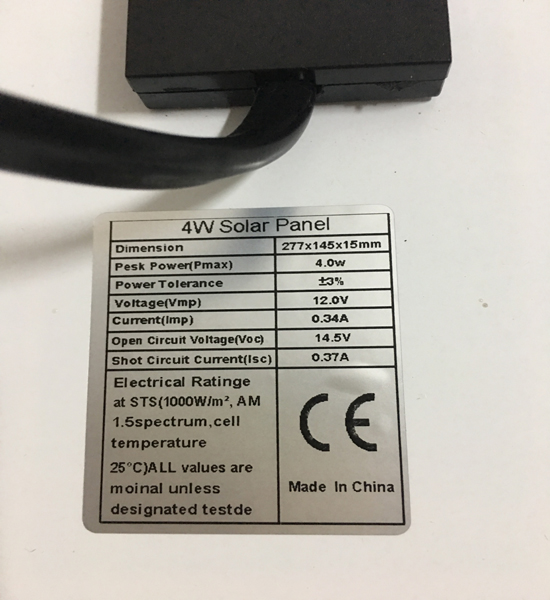 4W Solar Panel
Dimension 277x145x15mm
Pesk Power(Pmax) 4.0w
Power Tolerance ±3%
Voltage(Vmp) 12.0V
Current(Imp) 0.34A
Open Circuit Voltage(Voc) 14.5V
Shot Circuit Current(Isc) 0.37A
Electrical Ratinge
at STS(1000W/m², AM
1.5spectrum,cell
temperature
25°C)ALL values are
moinal unless
designated testde
CE
Made In China